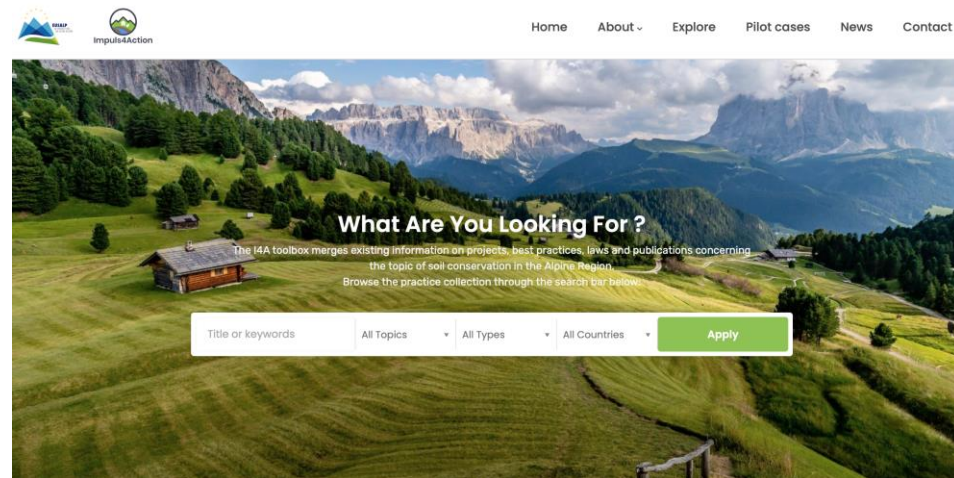 EUSALP
Impuls4Action
Home
About
Explore
Pilot cases
News
Contact
What Are You Looking For ?
The I4A toolbox merges existing information on projects, best practices, laws and publications concerning
the topic of soil conservation in the Alpine Region.
Browse the practice collection through the search bar below.
Title or keywords
All Topics
All Types
All Countries
Apply